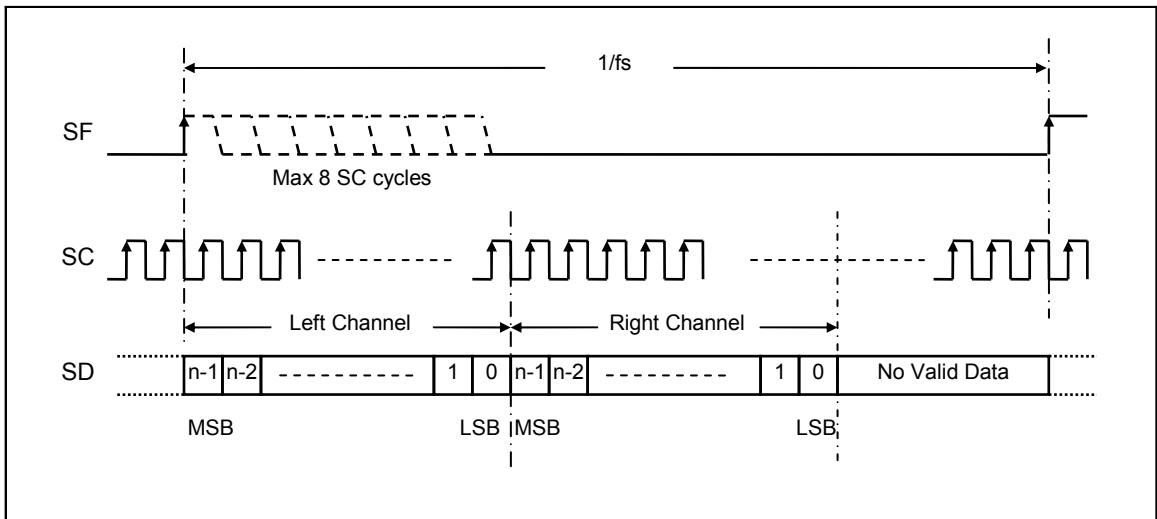 1/fs
SF
Max 8 SC cycles
SC
Left Channel
Right Channel
SD
n-1 n-2 1 0 n-1 n-2 1 0 No Valid Data
MSB LSB MSB LSB